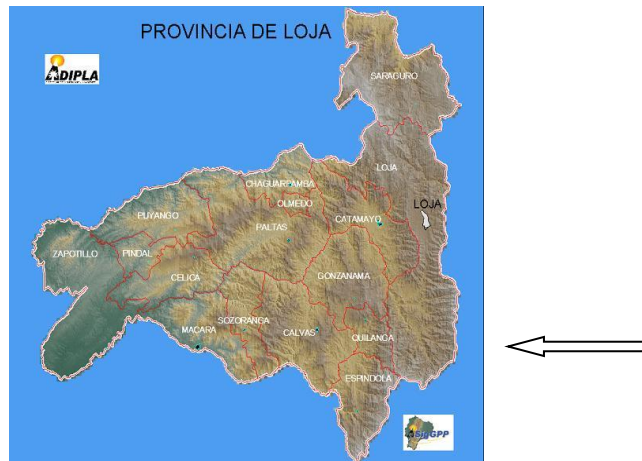 PROVINCIA DE LOJA
ADIPLA
SARAGURO
LOJA
CHAGUARPAMBA
OLMEDO
LOJA
PUYANGO
CATAMAYO
PALTAS
ZAPOTILLO
PINDAL
CELICA
GONZANAMA
SOZORANGA
MACARA
CALVAS
QUILANGA
ESPINDOLA